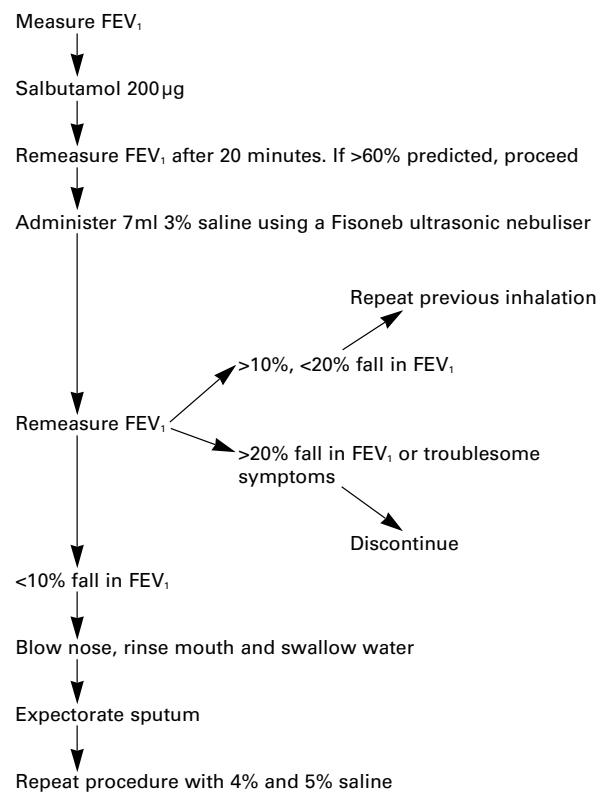 Measure FEV₁
Salbutamol 200µg
Remeasure FEV₁ after 20 minutes. If >60% predicted, proceed
Administer 7ml 3% saline using a Fisoneb ultrasonic nebuliser
Repeat previous inhalation
>10%, <20% fall in FEV₁
Remeasure FEV₁
>20% fall in FEV₁ or troublesome
symptoms
Discontinue
<10% fall in FEV₁
Blow nose, rinse mouth and swallow water
Expectorate sputum
Repeat procedure with 4% and 5% saline